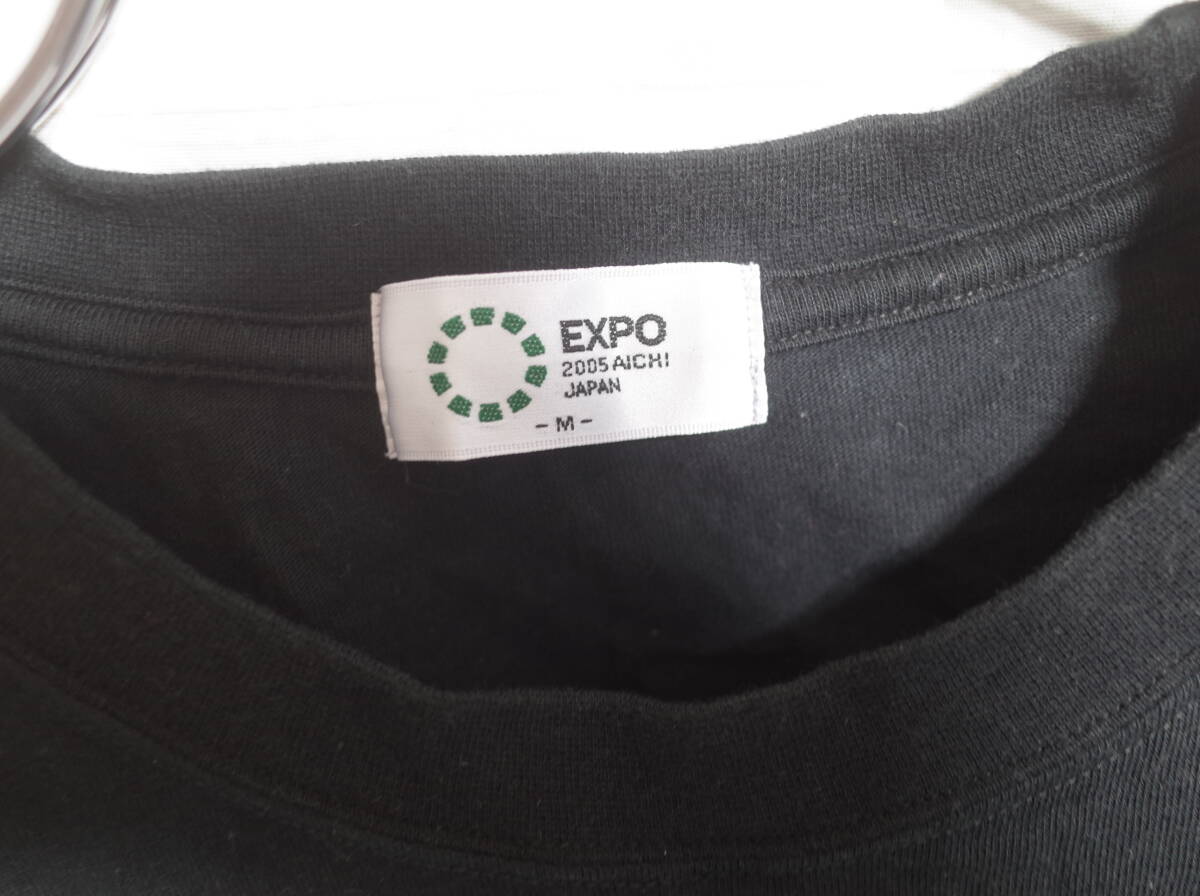 EXPO
2005 AICHI
JAPAN
- M -